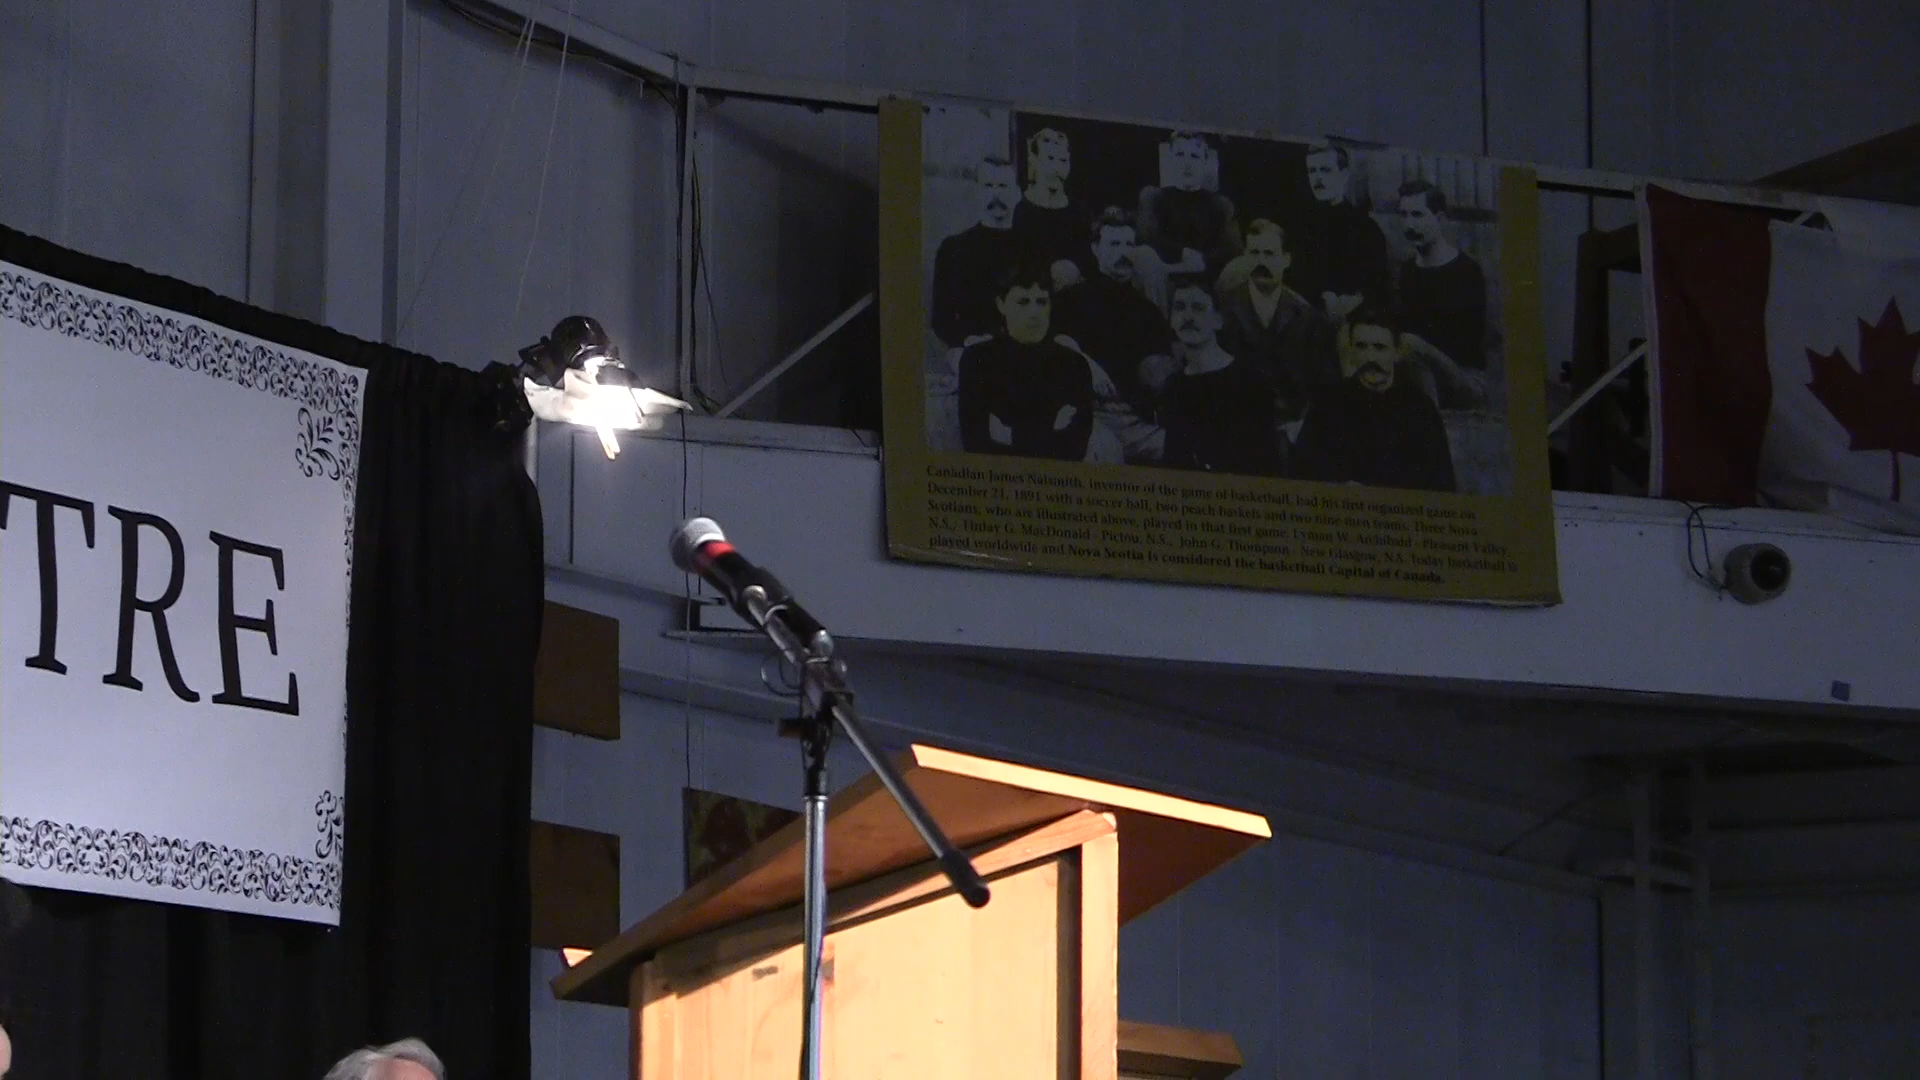 TRE
Canadian James Naismith, inventor of the game of basketball, had his first organized game on
December 21, 1891 with a soccer ball, two peach baskets and two nine men teams. Three Nova
Scotians, who are illustrated above, played in that first game. Lyman W. Archibald - Pleasant Valley,
N.S., Finlay G. MacDonald - Pictou, N.S., John G. Thompson - New Glasgow, N.S. Today basketball is
played worldwide and Nova Scotia is considered the basketball Capital of Canada.